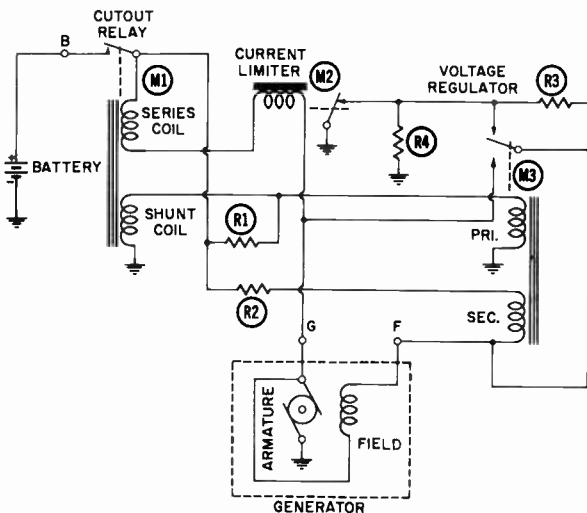 CUTOUT
RELAY
B
M1
SERIES
COIL
BATTERY
+
-
SHUNT
COIL
R1
R2
CURRENT
LIMITER
M2
VOLTAGE
REGULATOR
R3
R4
M3
PRI.
SEC.
G
F
ARMATURE
FIELD
GENERATOR